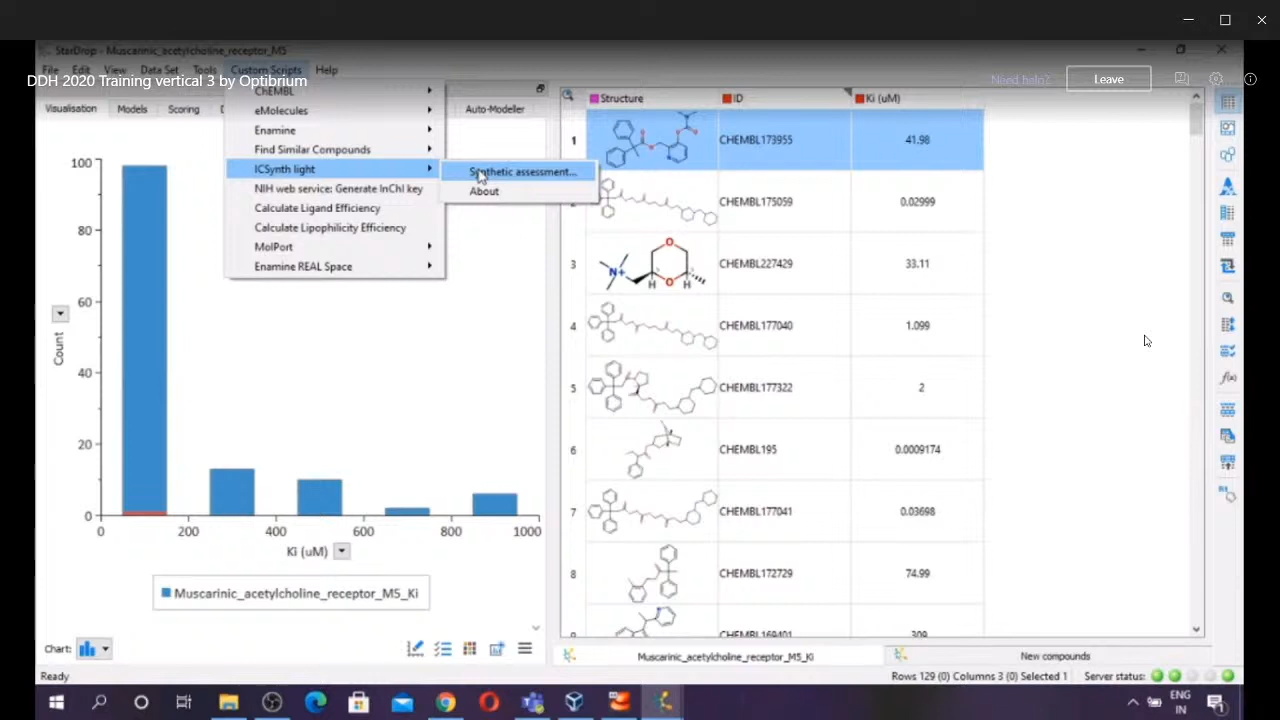 StarDrop - Muscarinic_acetylcholine_receptor_M5
File Edit View Data Set Tools Custom Scripts Help
DDH 2020 Training vertical 3 by Optibrium
Need help?
Leave
Visualisation Models Scoring Auto-Modeller
ChEMBL
eMolecules
Enamine
Find Similar Compounds
ICSynth light
NIH web service: Generate InChI key
Calculate Ligand Efficiency
Calculate Lipophilicity Efficiency
MolPort
Enamine REAL Space
Synthetic assessment...
About
100
80
60
40
20
0
Count
200 400 600 800 1000
Ki (uM)
Muscarinic_acetylcholine_receptor_M5_Ki
Chart:
Structure ID Ki (uM)
1 CHEMBL173955 41.98
CHEMBL175059 0.02999
3 CHEMBL227429 33.11
N+ O O H H
4 CHEMBL177040 1.099
5 CHEMBL177322 2
6 CHEMBL195 0.0009174
7 CHEMBL177041 0.03698
8 CHEMBL172729 74.99
CHEMBL169401 309
Muscarinic_acetylcholine_receptor_M5_Ki New compounds
Ready
Rows 129 (0) Columns 3 (0) Selected 1 Server status:
f(x)
ENG
IN
1